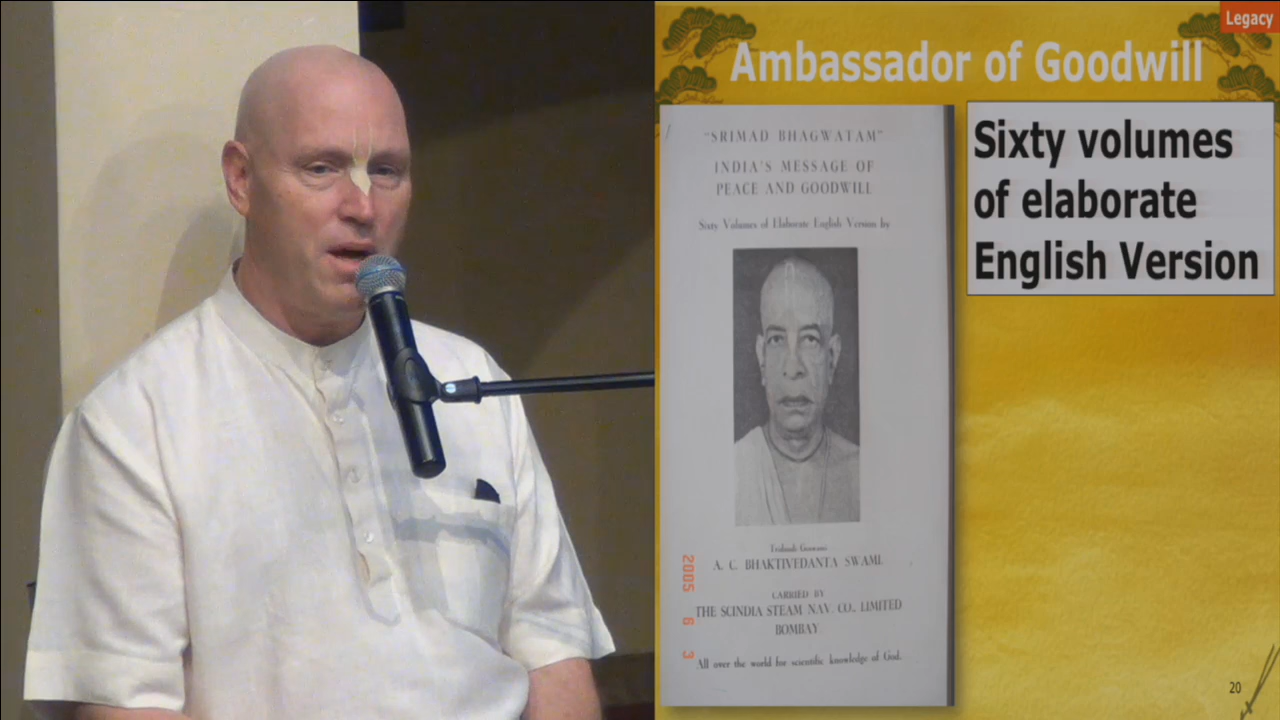 Legacy
Ambassador of Goodwill
"SRIMAD BHAGWATAM"
INDIA'S MESSAGE OF
PEACE AND GOODWILL
Sixty Volumes of Elaborate English Version by
Tridandi Goswami
A. C. BHAKTIVEDANTA SWAMI.
CARRIED BY
THE SCINDIA STEAM NAV. CO., LIMITED
BOMBAY
All over the world for scientific knowledge of God.
2005 6 3
Sixty volumes
of elaborate
English Version
20